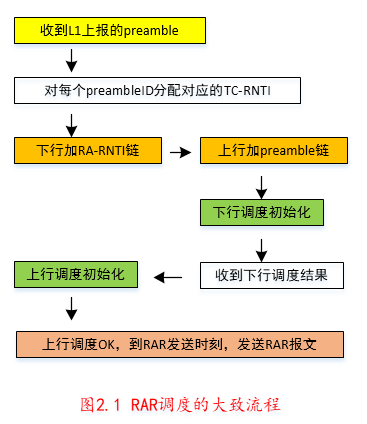 收到L1上报的preamble
对每个preambleID分配对应的TC-RNTI
下行加RA-RNTI链
上行加preamble链
下行调度初始化
收到下行调度结果
上行调度初始化
上行调度OK，到RAR发送时刻，发送RAR报文
图2.1 RAR调度的大致流程